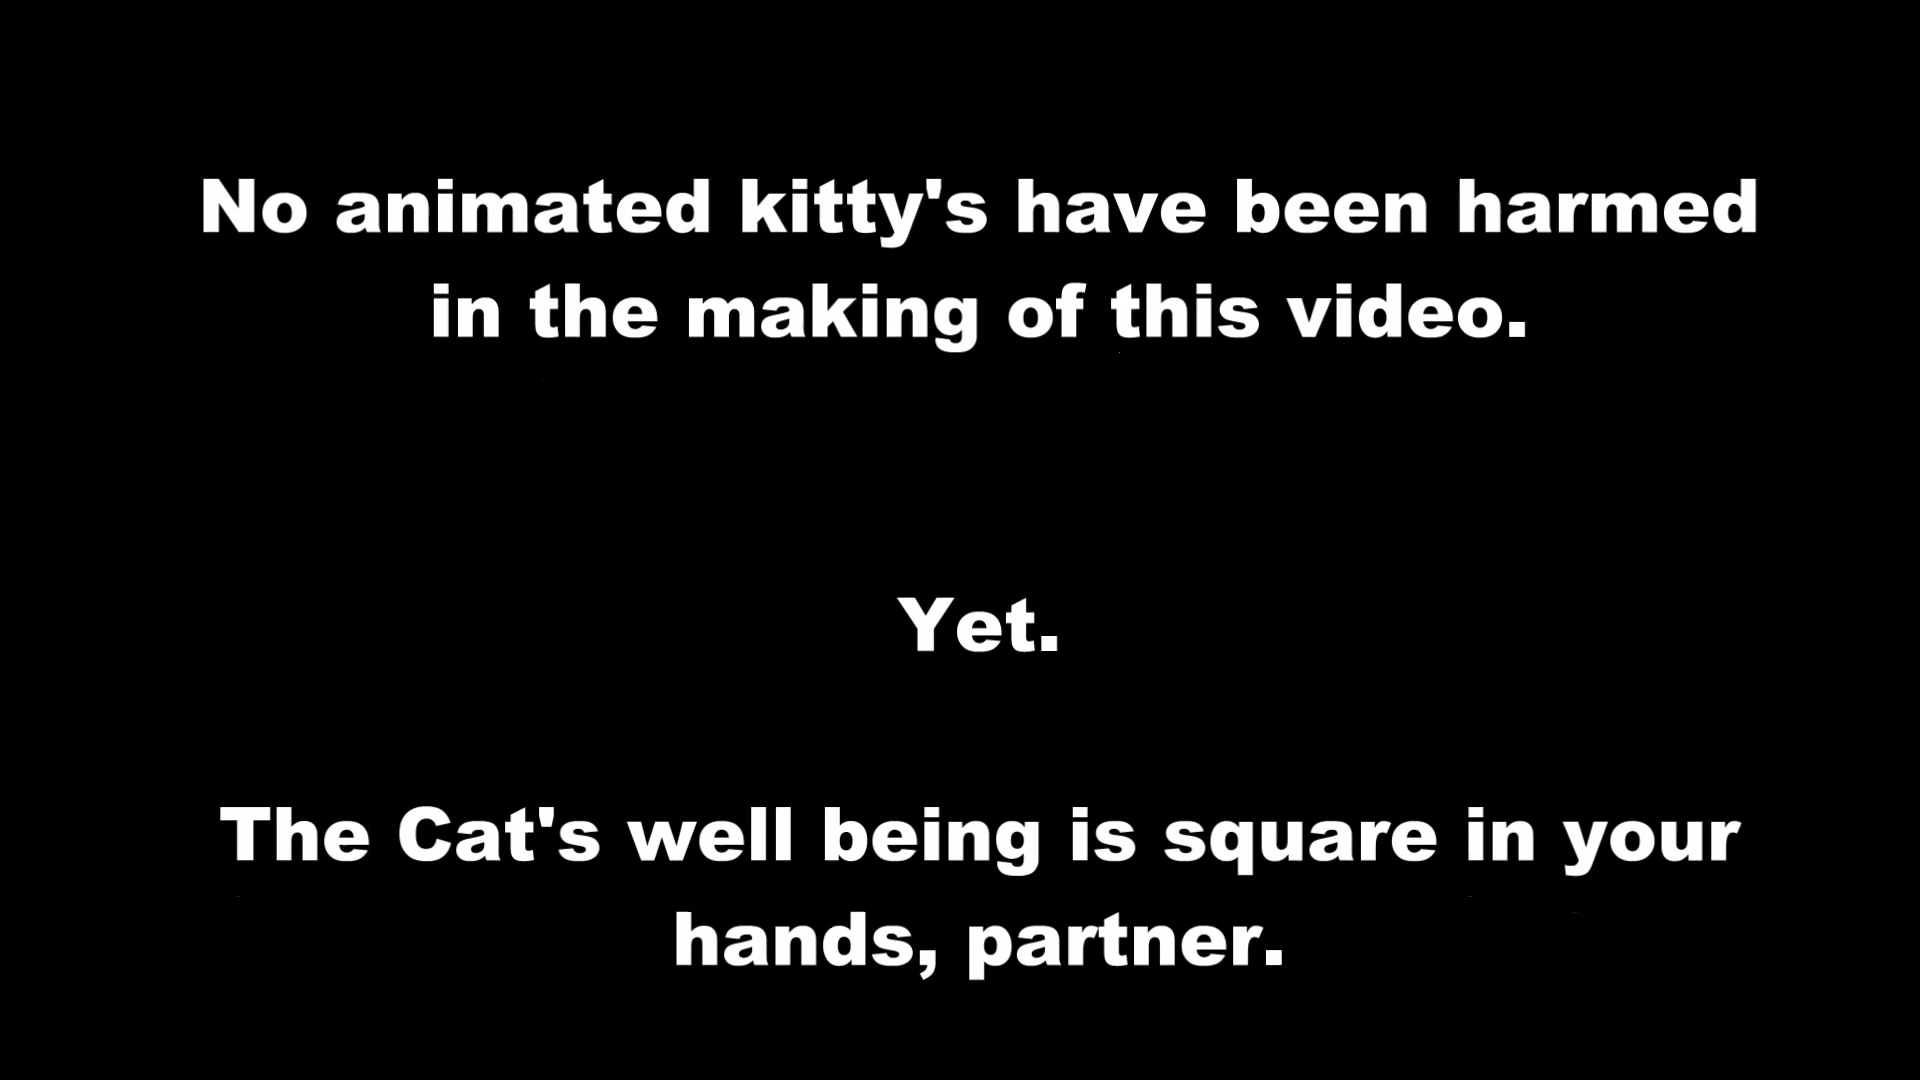 No animated kitty's have been harmed
in the making of this video.
Yet.
The Cat's well being is square in your
hands, partner.